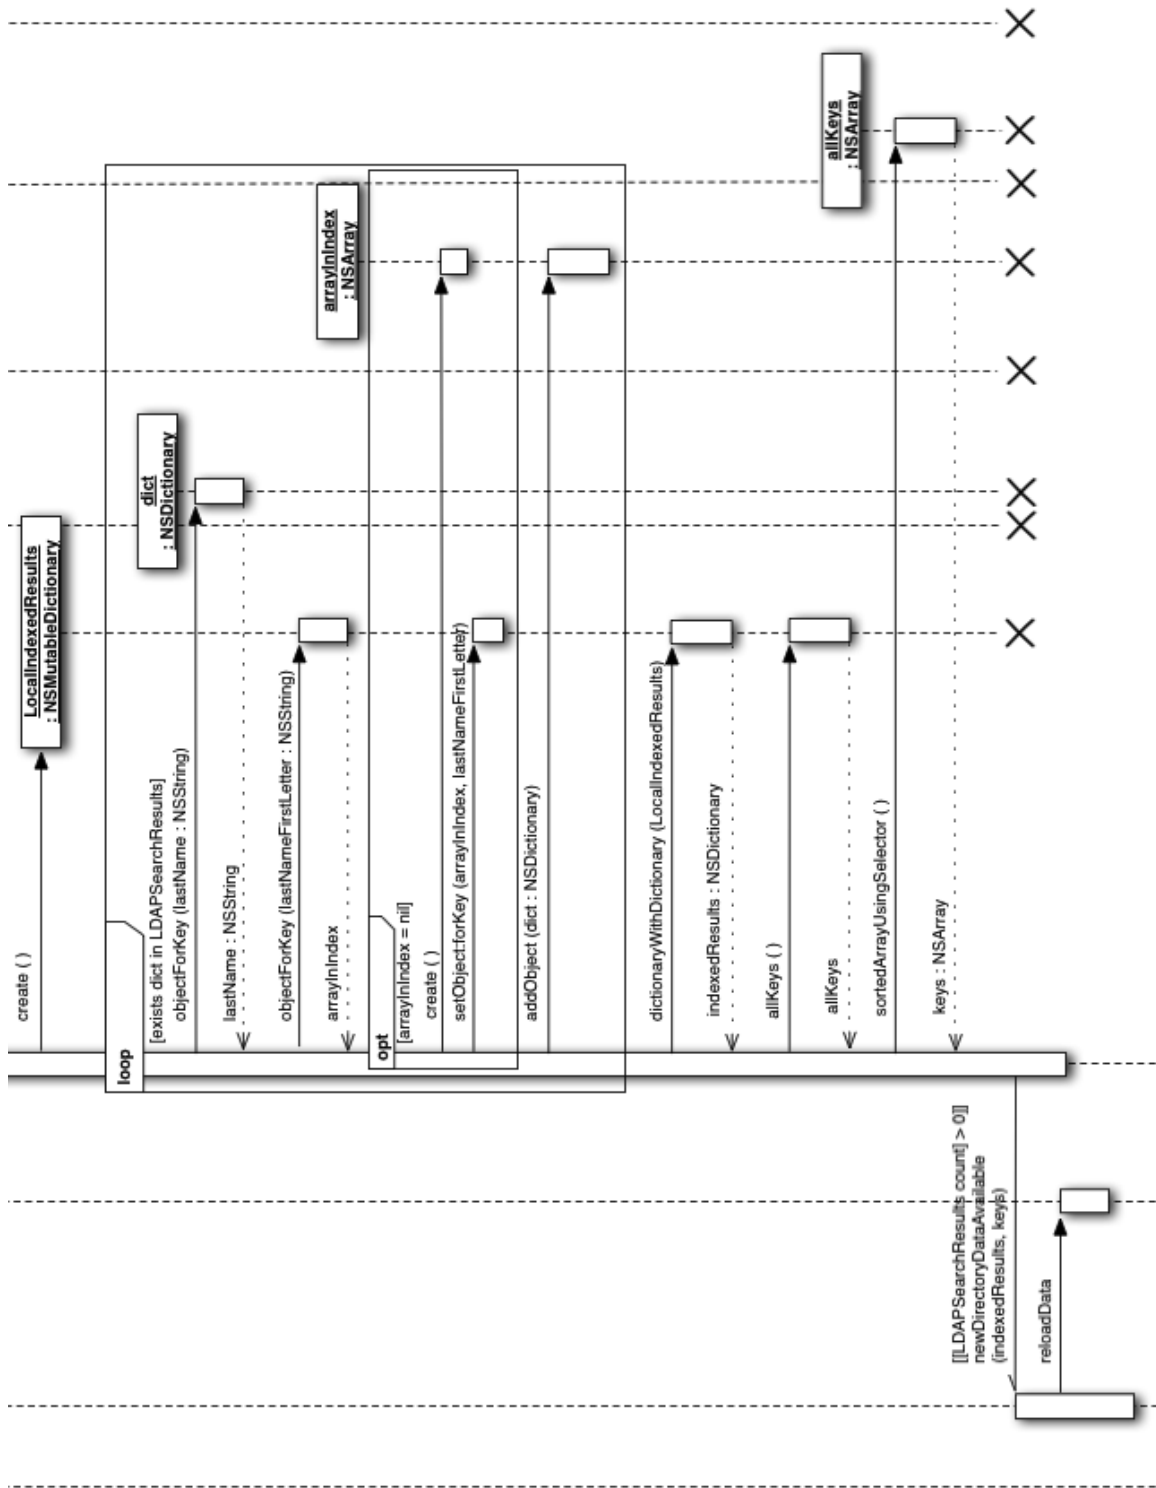 LocalIndexedResults
: NSMutableDictionary
create ( )
loop
[exists dict in LDAPSearchResults]
dict
: NSDictionary
objectForKey (lastName : NSString)
lastName : NSString
objectForKey (lastNameFirstLetter : NSString)
arrayInIndex
: NSArray
arrayInIndex
opt
[arrayInIndex = nil]
create ( )
setObject:forKey (arrayInIndex, lastNameFirstLetter)
addObject (dict : NSDictionary)
dictionaryWithDictionary (LocalIndexedResults)
indexedResults : NSDictionary
allKeys ( )
allKeys
allKeys
: NSArray
sortedArrayUsingSelector ( )
keys : NSArray
[[LDAPSearchResults count] > 0]]
newDirectoryDataAvailable
(indexedResults, keys)
reloadData